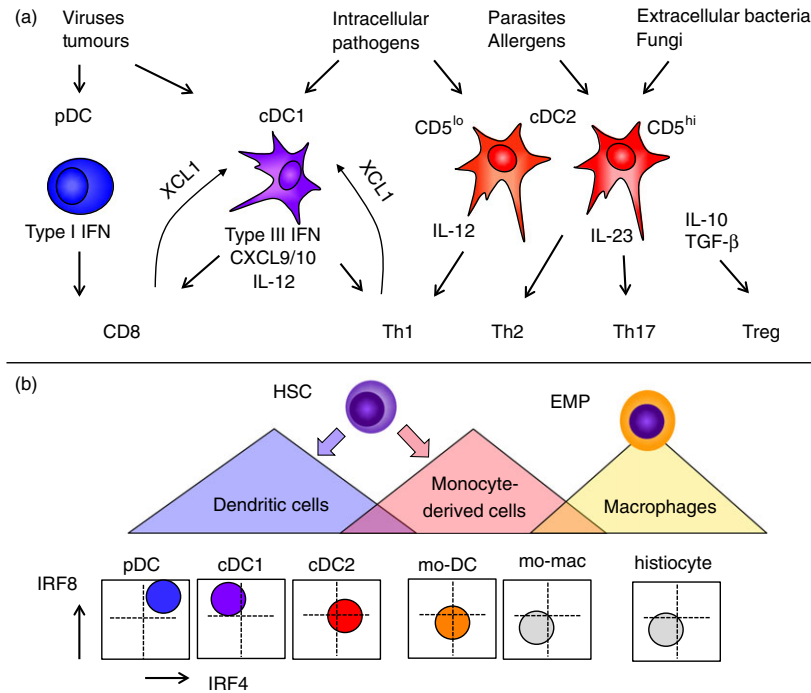 (a)
Viruses
tumours
Intracellular
pathogens
Parasites
Allergens
Extracellular bacteria
Fungi
pDC
cDC1
CD5lo
cDC2
CD5hi
XCL1
XCL1
Type I IFN
Type III IFN
CXCL9/10
IL-12
IL-12
IL-23
IL-10
TGF-β
CD8
Th1
Th2
Th17
Treg
(b)
HSC
EMP
Dendritic cells
Monocyte-
derived cells
Macrophages
pDC
cDC1
cDC2
mo-DC
mo-mac
histiocyte
IRF8
IRF4